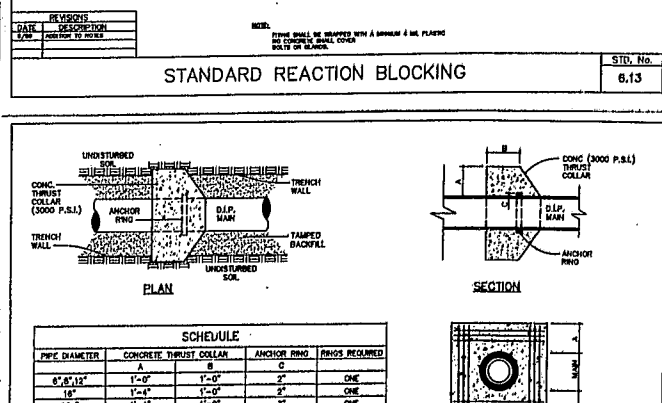 REVISIONS
DATE DESCRIPTION
ADDITION TO NOTES
NOTE:
FITTING SHALL BE WRAPPED WITH A MINIMUM 4 MIL PLASTIC
NO CONCRETE SHALL COVER
BOLTS OR GLANDS.
STANDARD REACTION BLOCKING
STD. No.
6.13
UNDISTURBED
SOIL
CONC.
THRUST
COLLAR
(3000 P.S.I.)
TRENCH
WALL
ANCHOR
RING
D.I.P.
MAIN
TRENCH
WALL
TAMPED
BACKFILL
UNDISTURBED
SOIL
PLAN
B
A
C
CONC (3000 P.S.I.)
THRUST
COLLAR
D.I.P.
MAIN
ANCHOR
RING
SECTION
SCHEDULE
PIPE DIAMETER CONCRETE THRUST COLLAR ANCHOR RING RINGS REQUIRED
A B C
6",8",12" 1'-0" 1'-0" 2" ONE
16" 1'-4" 1'-0" 2" ONE
A
MAIN